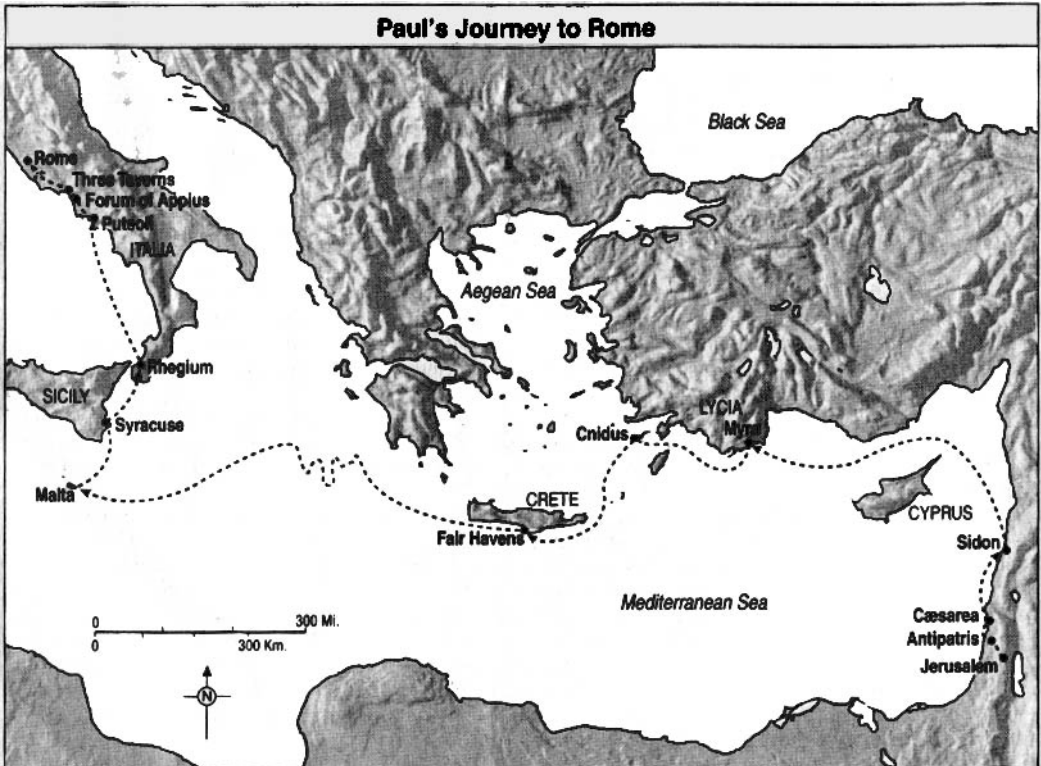 Paul's Journey to Rome
Black Sea
Rome
Three Taverns
Forum of Appius
Puteoli
ITALIA
Aegean Sea
Rhegium
SICILY
Syracuse
LYCIA
Myra
Cnidus
Malta
CRETE
Fair Havens
CYPRUS
Sidon
Mediterranean Sea
Cæsarea
Antipatris
Jerusalem
0 300 Mi.
0 300 Km.
N